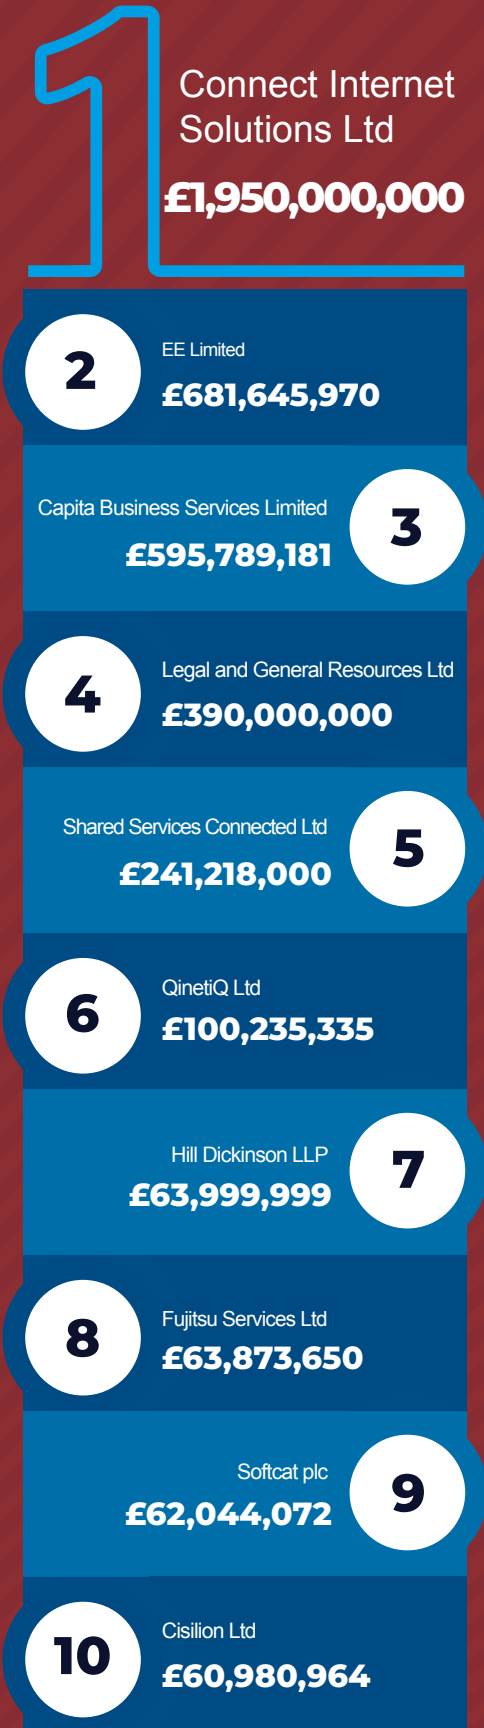 1
Connect Internet
Solutions Ltd
£1,950,000,000
2
EE Limited
£681,645,970
Capita Business Services Limited
£595,789,181
3
4
Legal and General Resources Ltd
£390,000,000
Shared Services Connected Ltd
£241,218,000
5
6
QinetiQ Ltd
£100,235,335
Hill Dickinson LLP
£63,999,999
7
8
Fujitsu Services Ltd
£63,873,650
Softcat plc
£62,044,072
9
10
Cisilion Ltd
£60,980,964